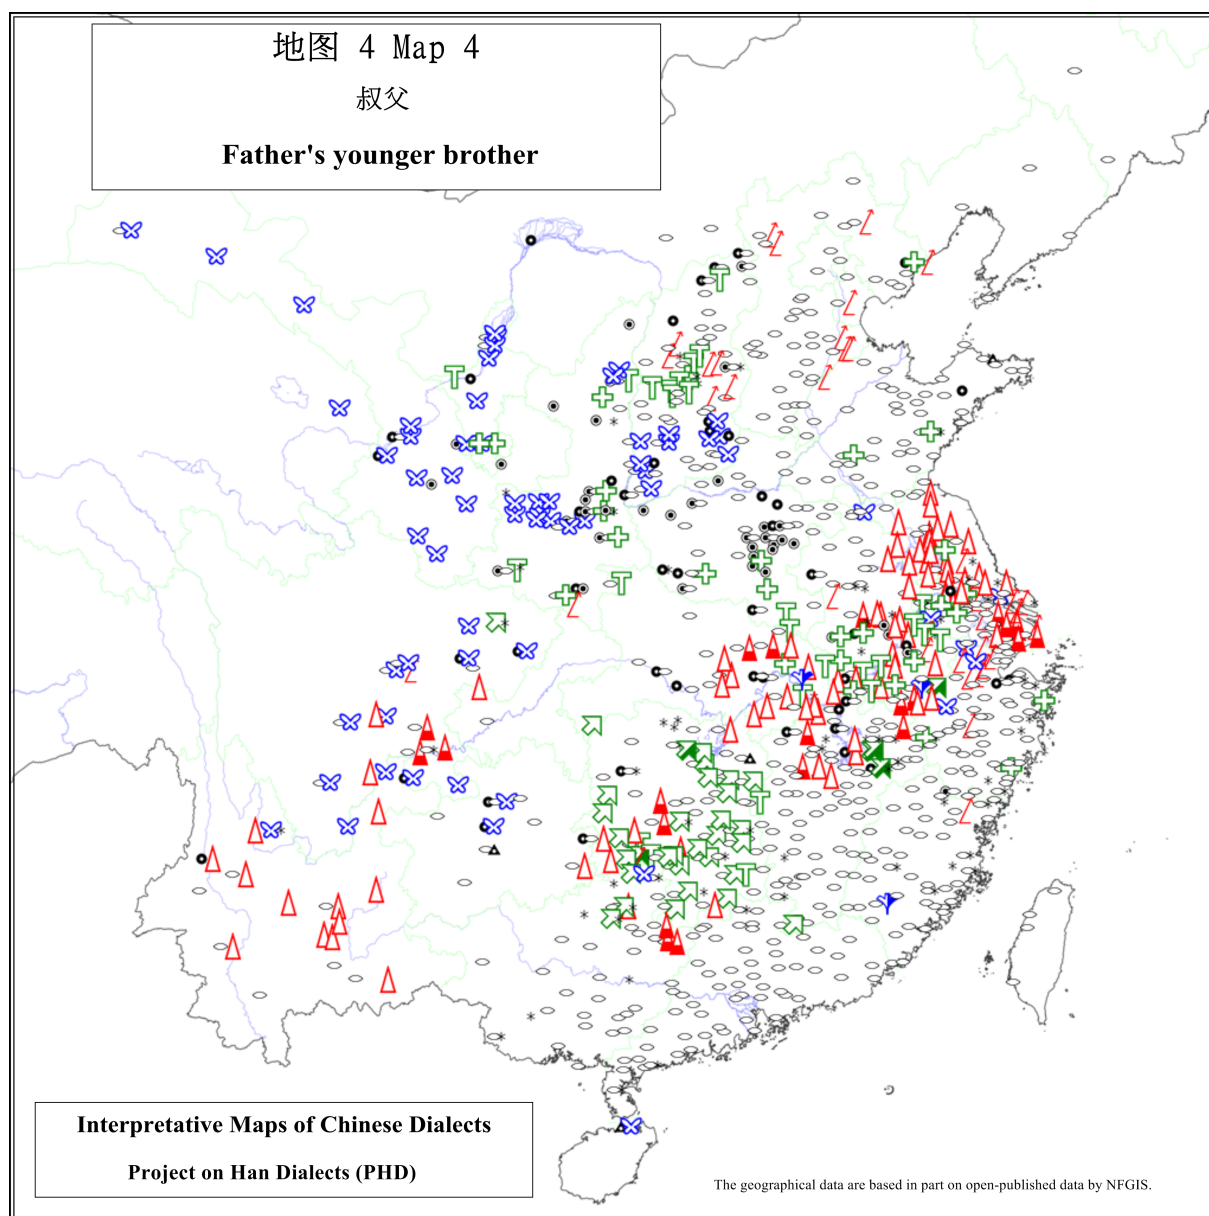 地图 4 Map 4
叔父
Father's younger brother
Interpretative Maps of Chinese Dialects
Project on Han Dialects (PHD)
The geographical data are based in part on open-published data by NFGIS.